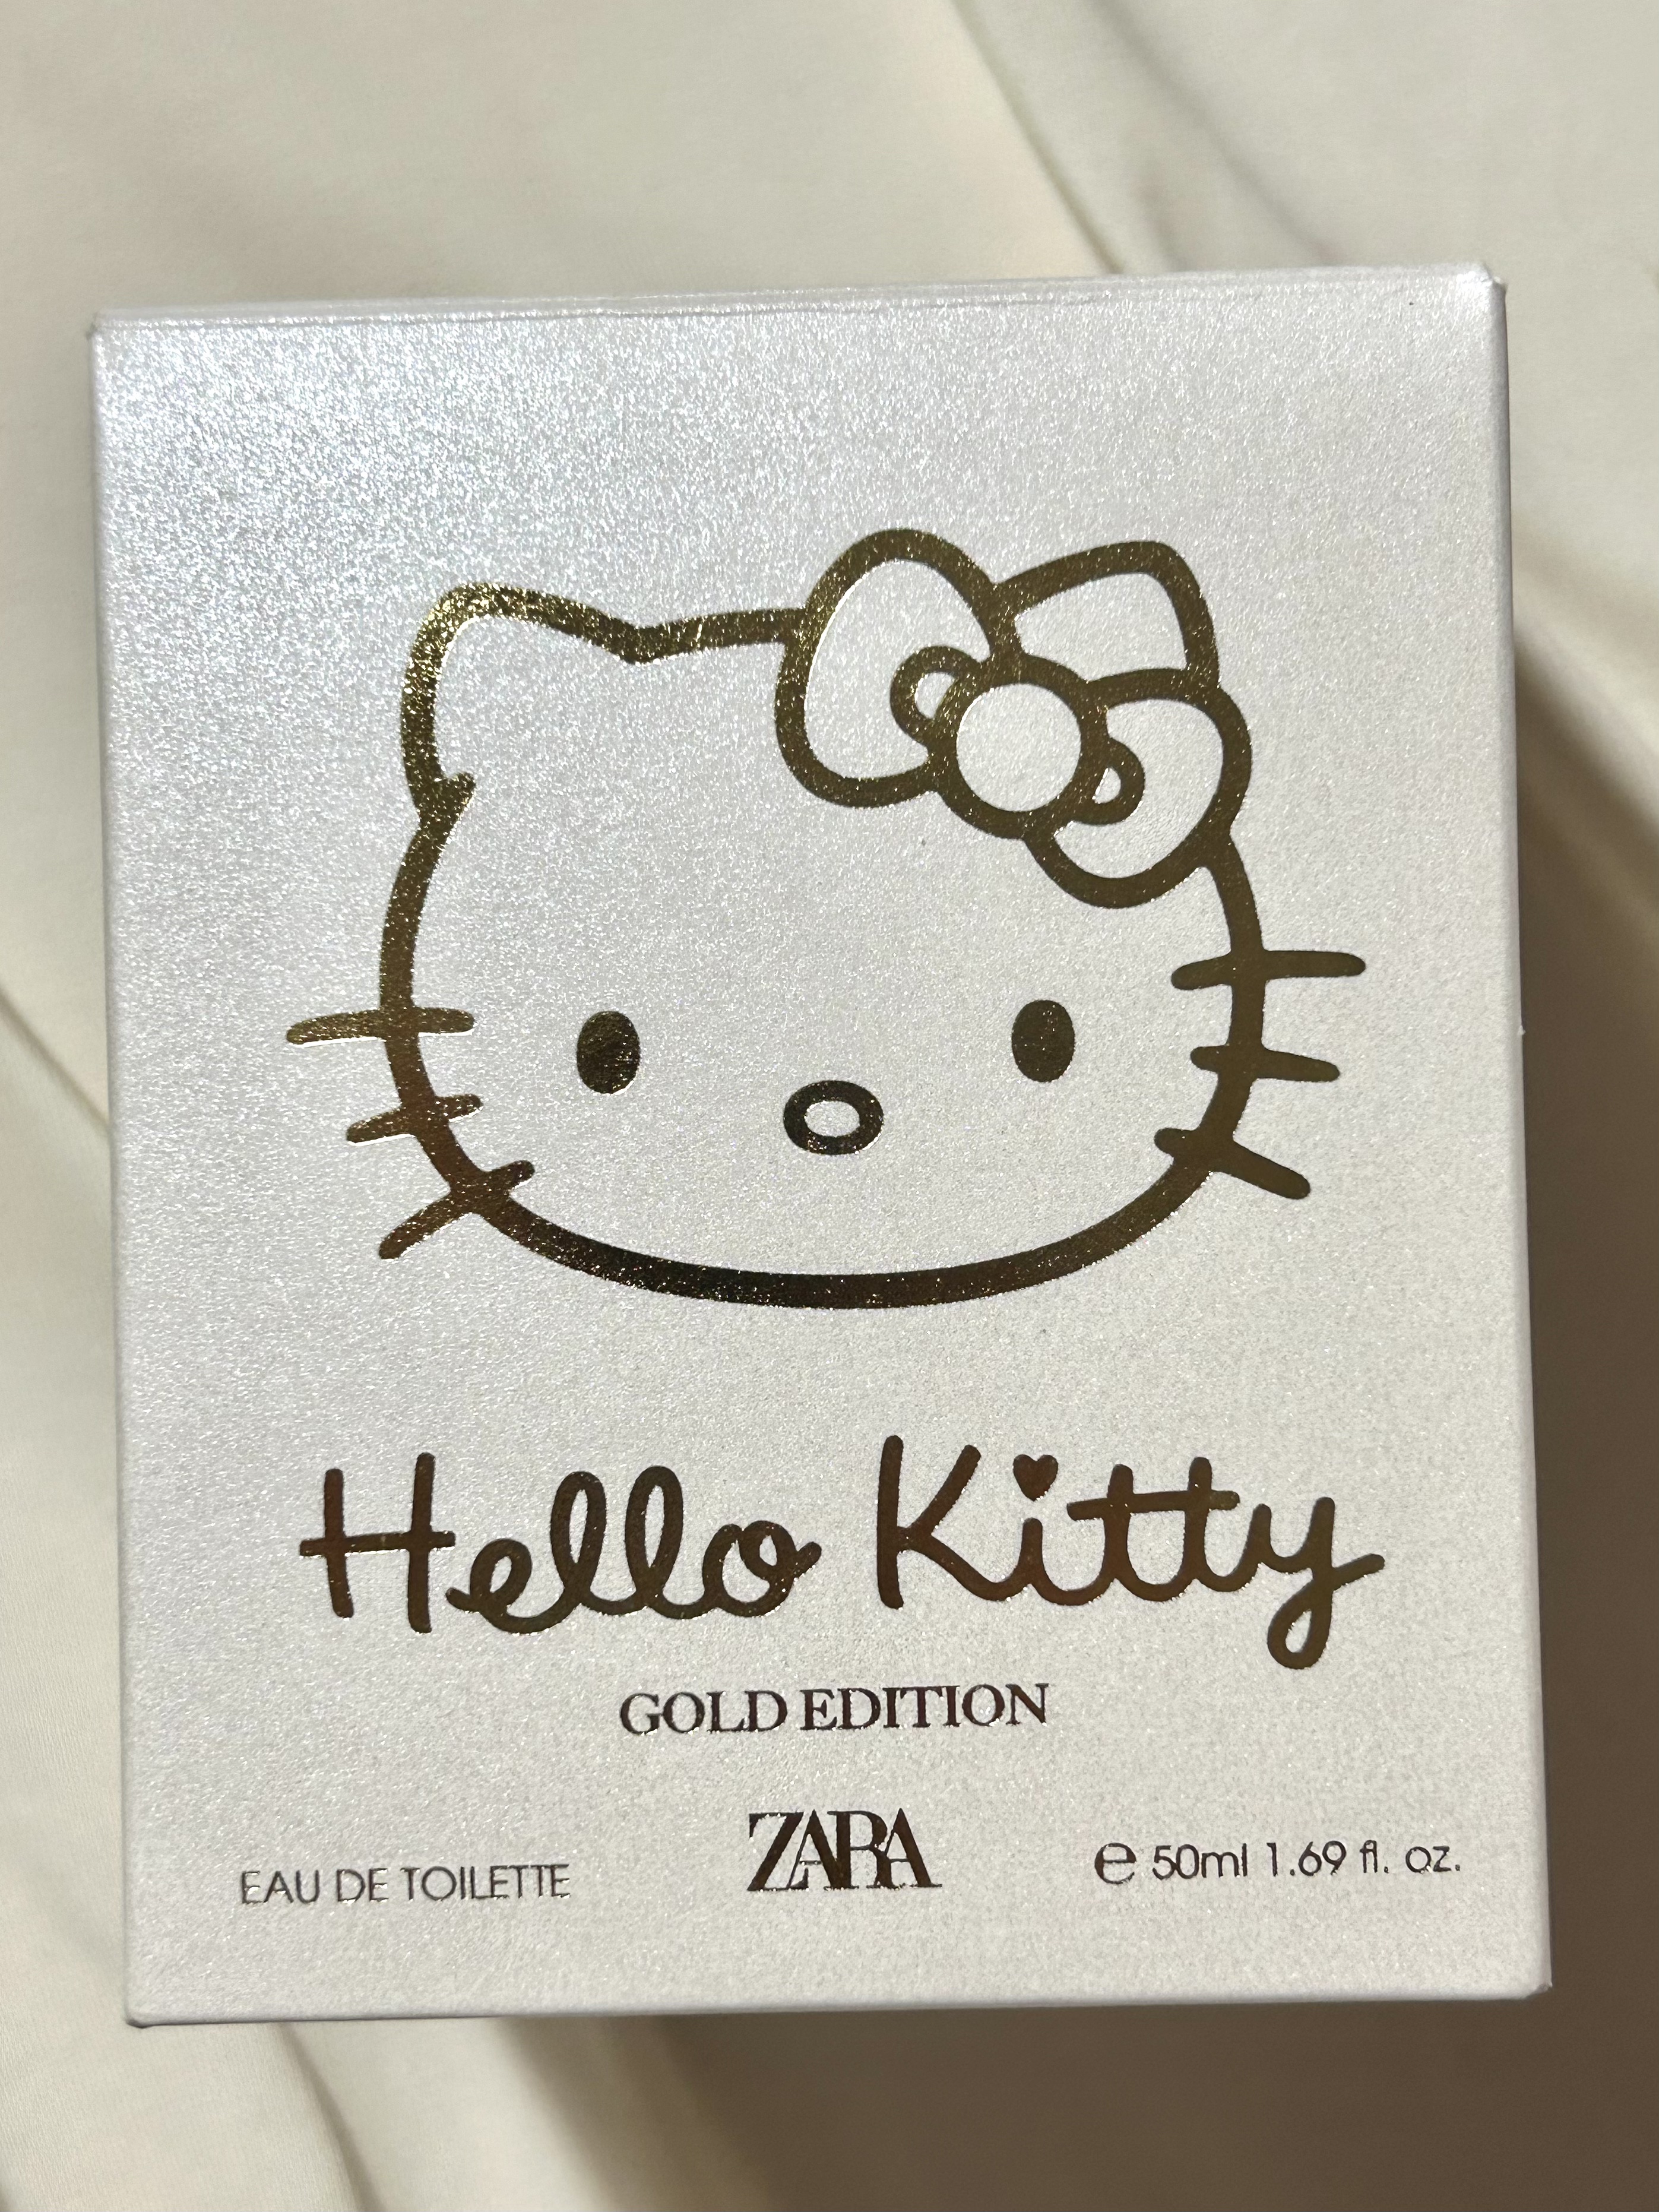 Hello Kitty
GOLD EDITION
ZARA
EAU DE TOILETTE
℮ 50ml 1.69 fl. oz.